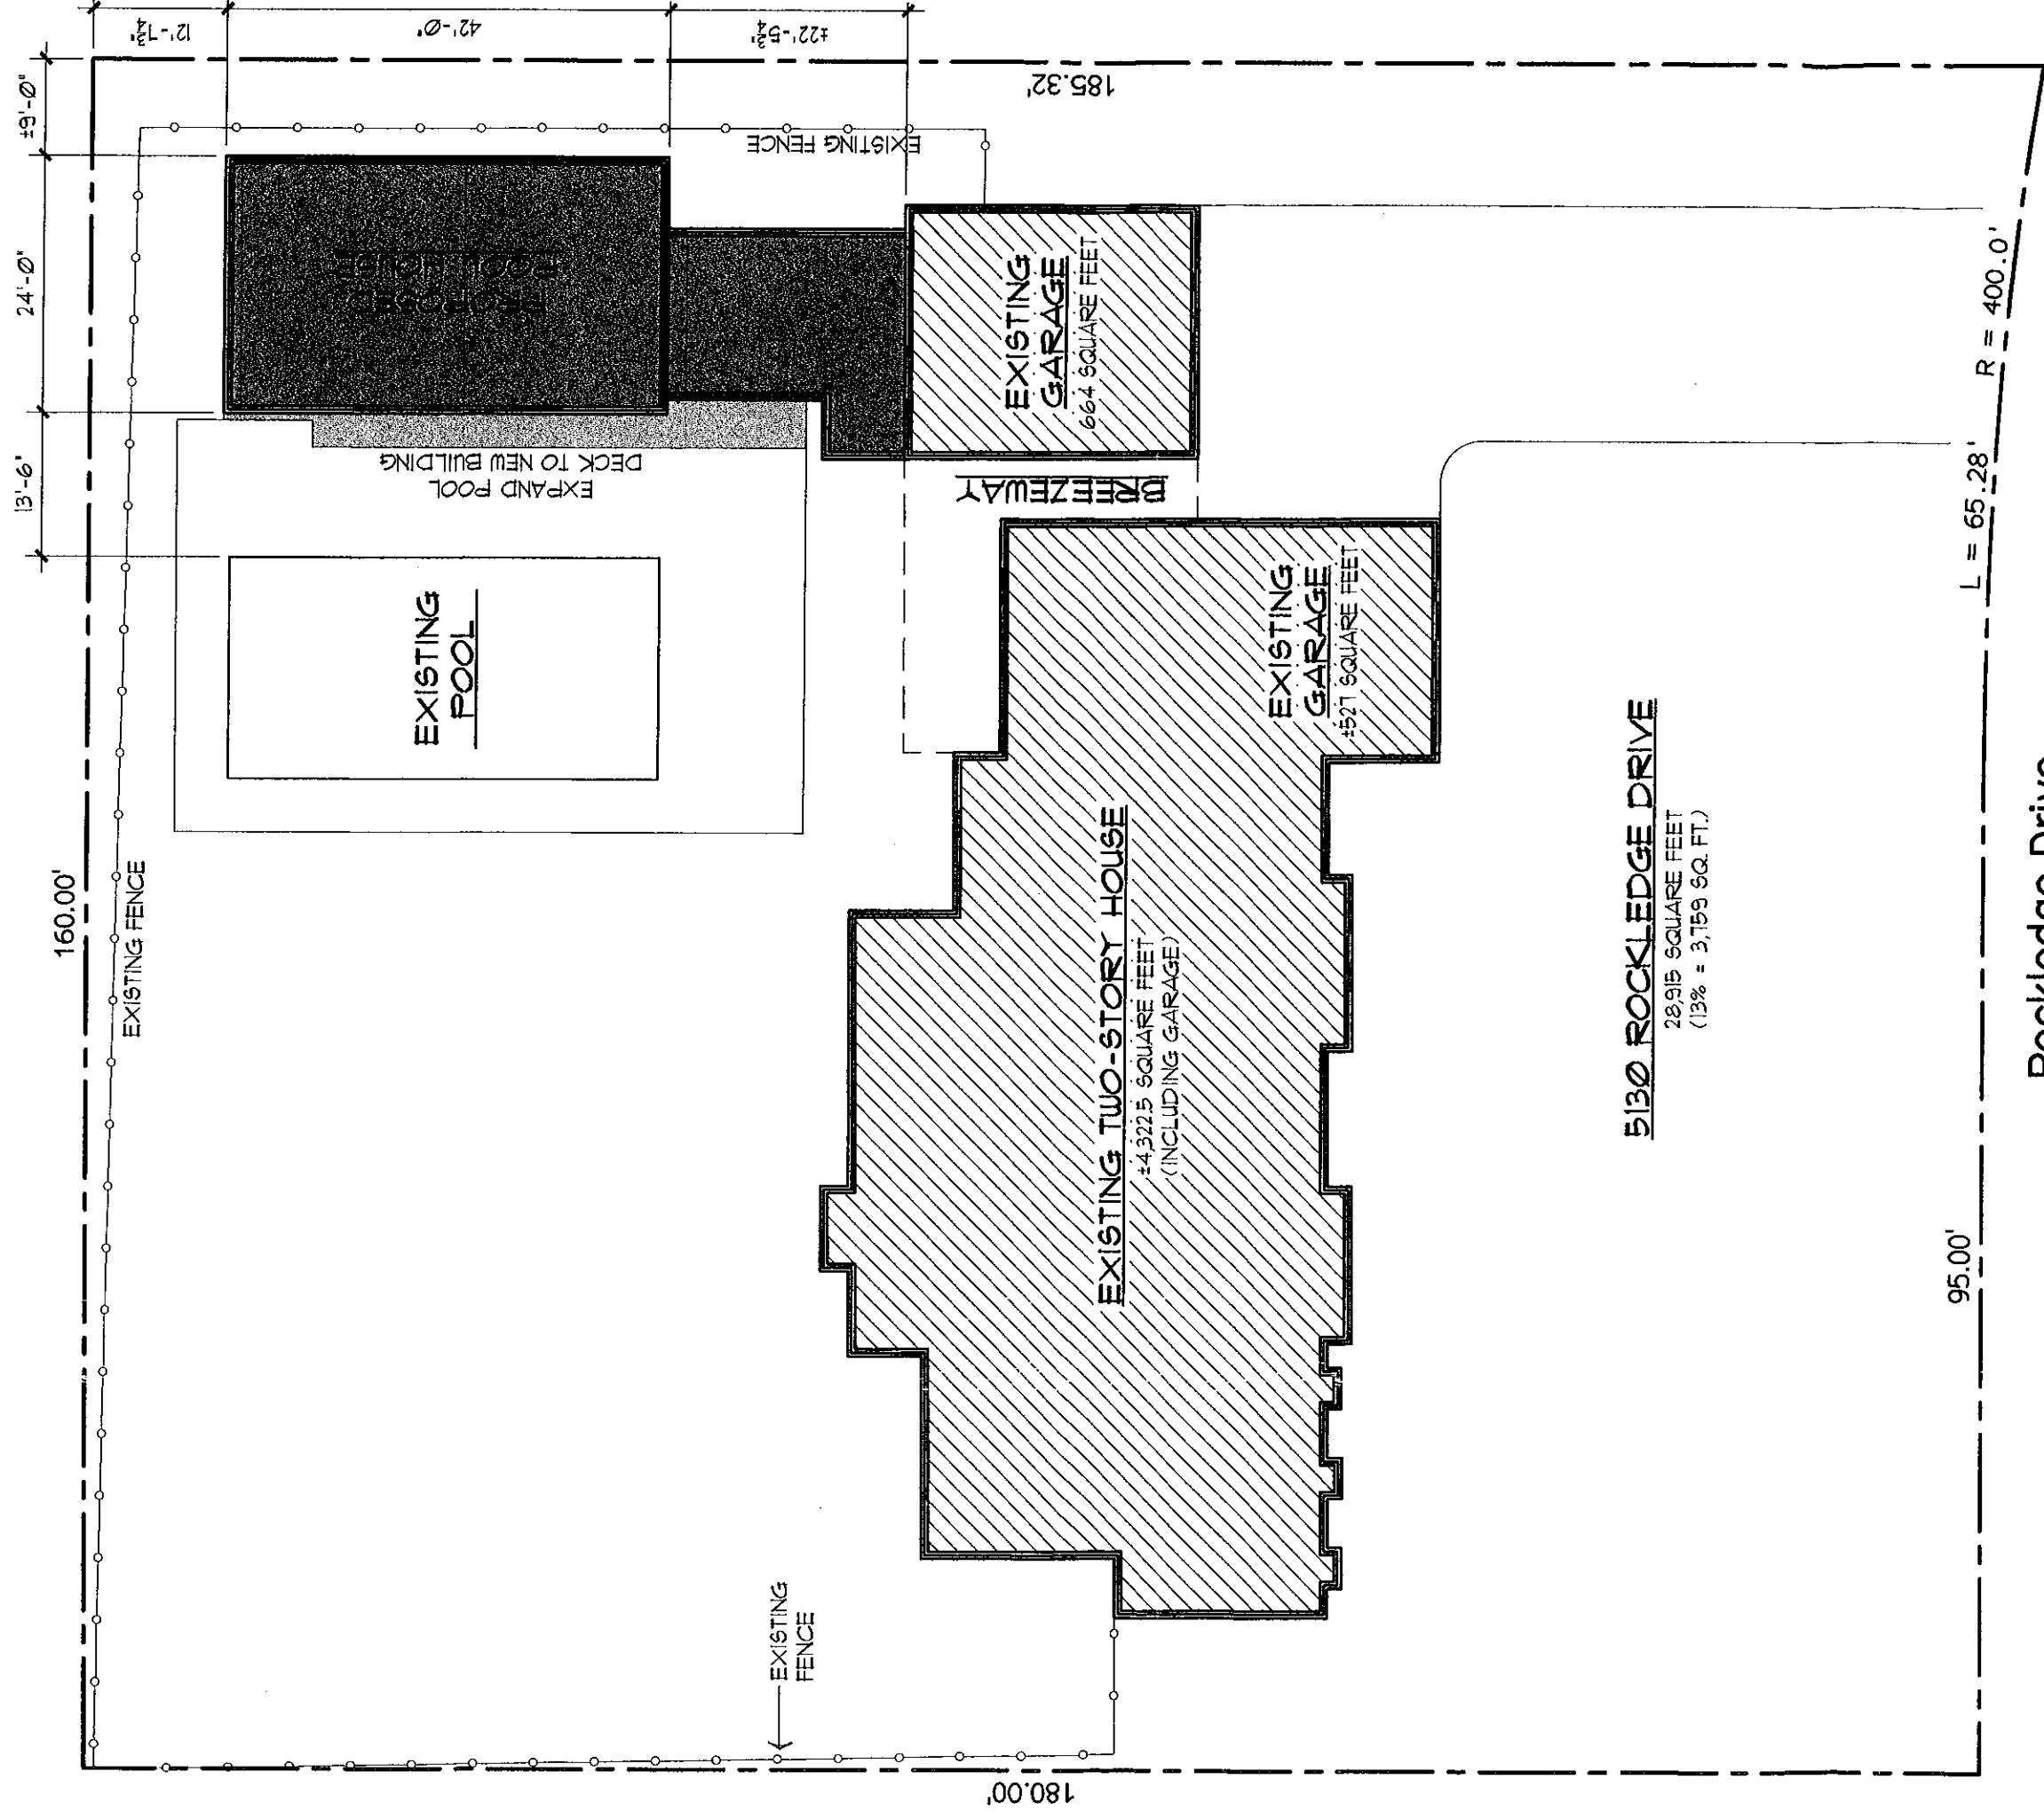 12'-1¾"
42'-0"
±22'-5¾"
±9'-0"
24'-0"
13'-6"
160.00'
185.32'
EXISTING FENCE
EXISTING FENCE
PROPOSED
POOL HOUSE
EXPAND POOL
DECK TO NEW BUILDING
EXISTING
POOL
BREEZEWAY
EXISTING
GARAGE
664 SQUARE FEET
EXISTING
GARAGE
±527 SQUARE FEET
EXISTING TWO-STORY HOUSE
±4,322.5 SQUARE FEET
(INCLUDING GARAGE)
EXISTING
FENCE
180.00'
5130 ROCKLEDGE DRIVE
28,915 SQUARE FEET
(13% = 3,759 SQ. FT.)
95.00'
L = 65.28'
R = 400.0'
Rockledge Drive